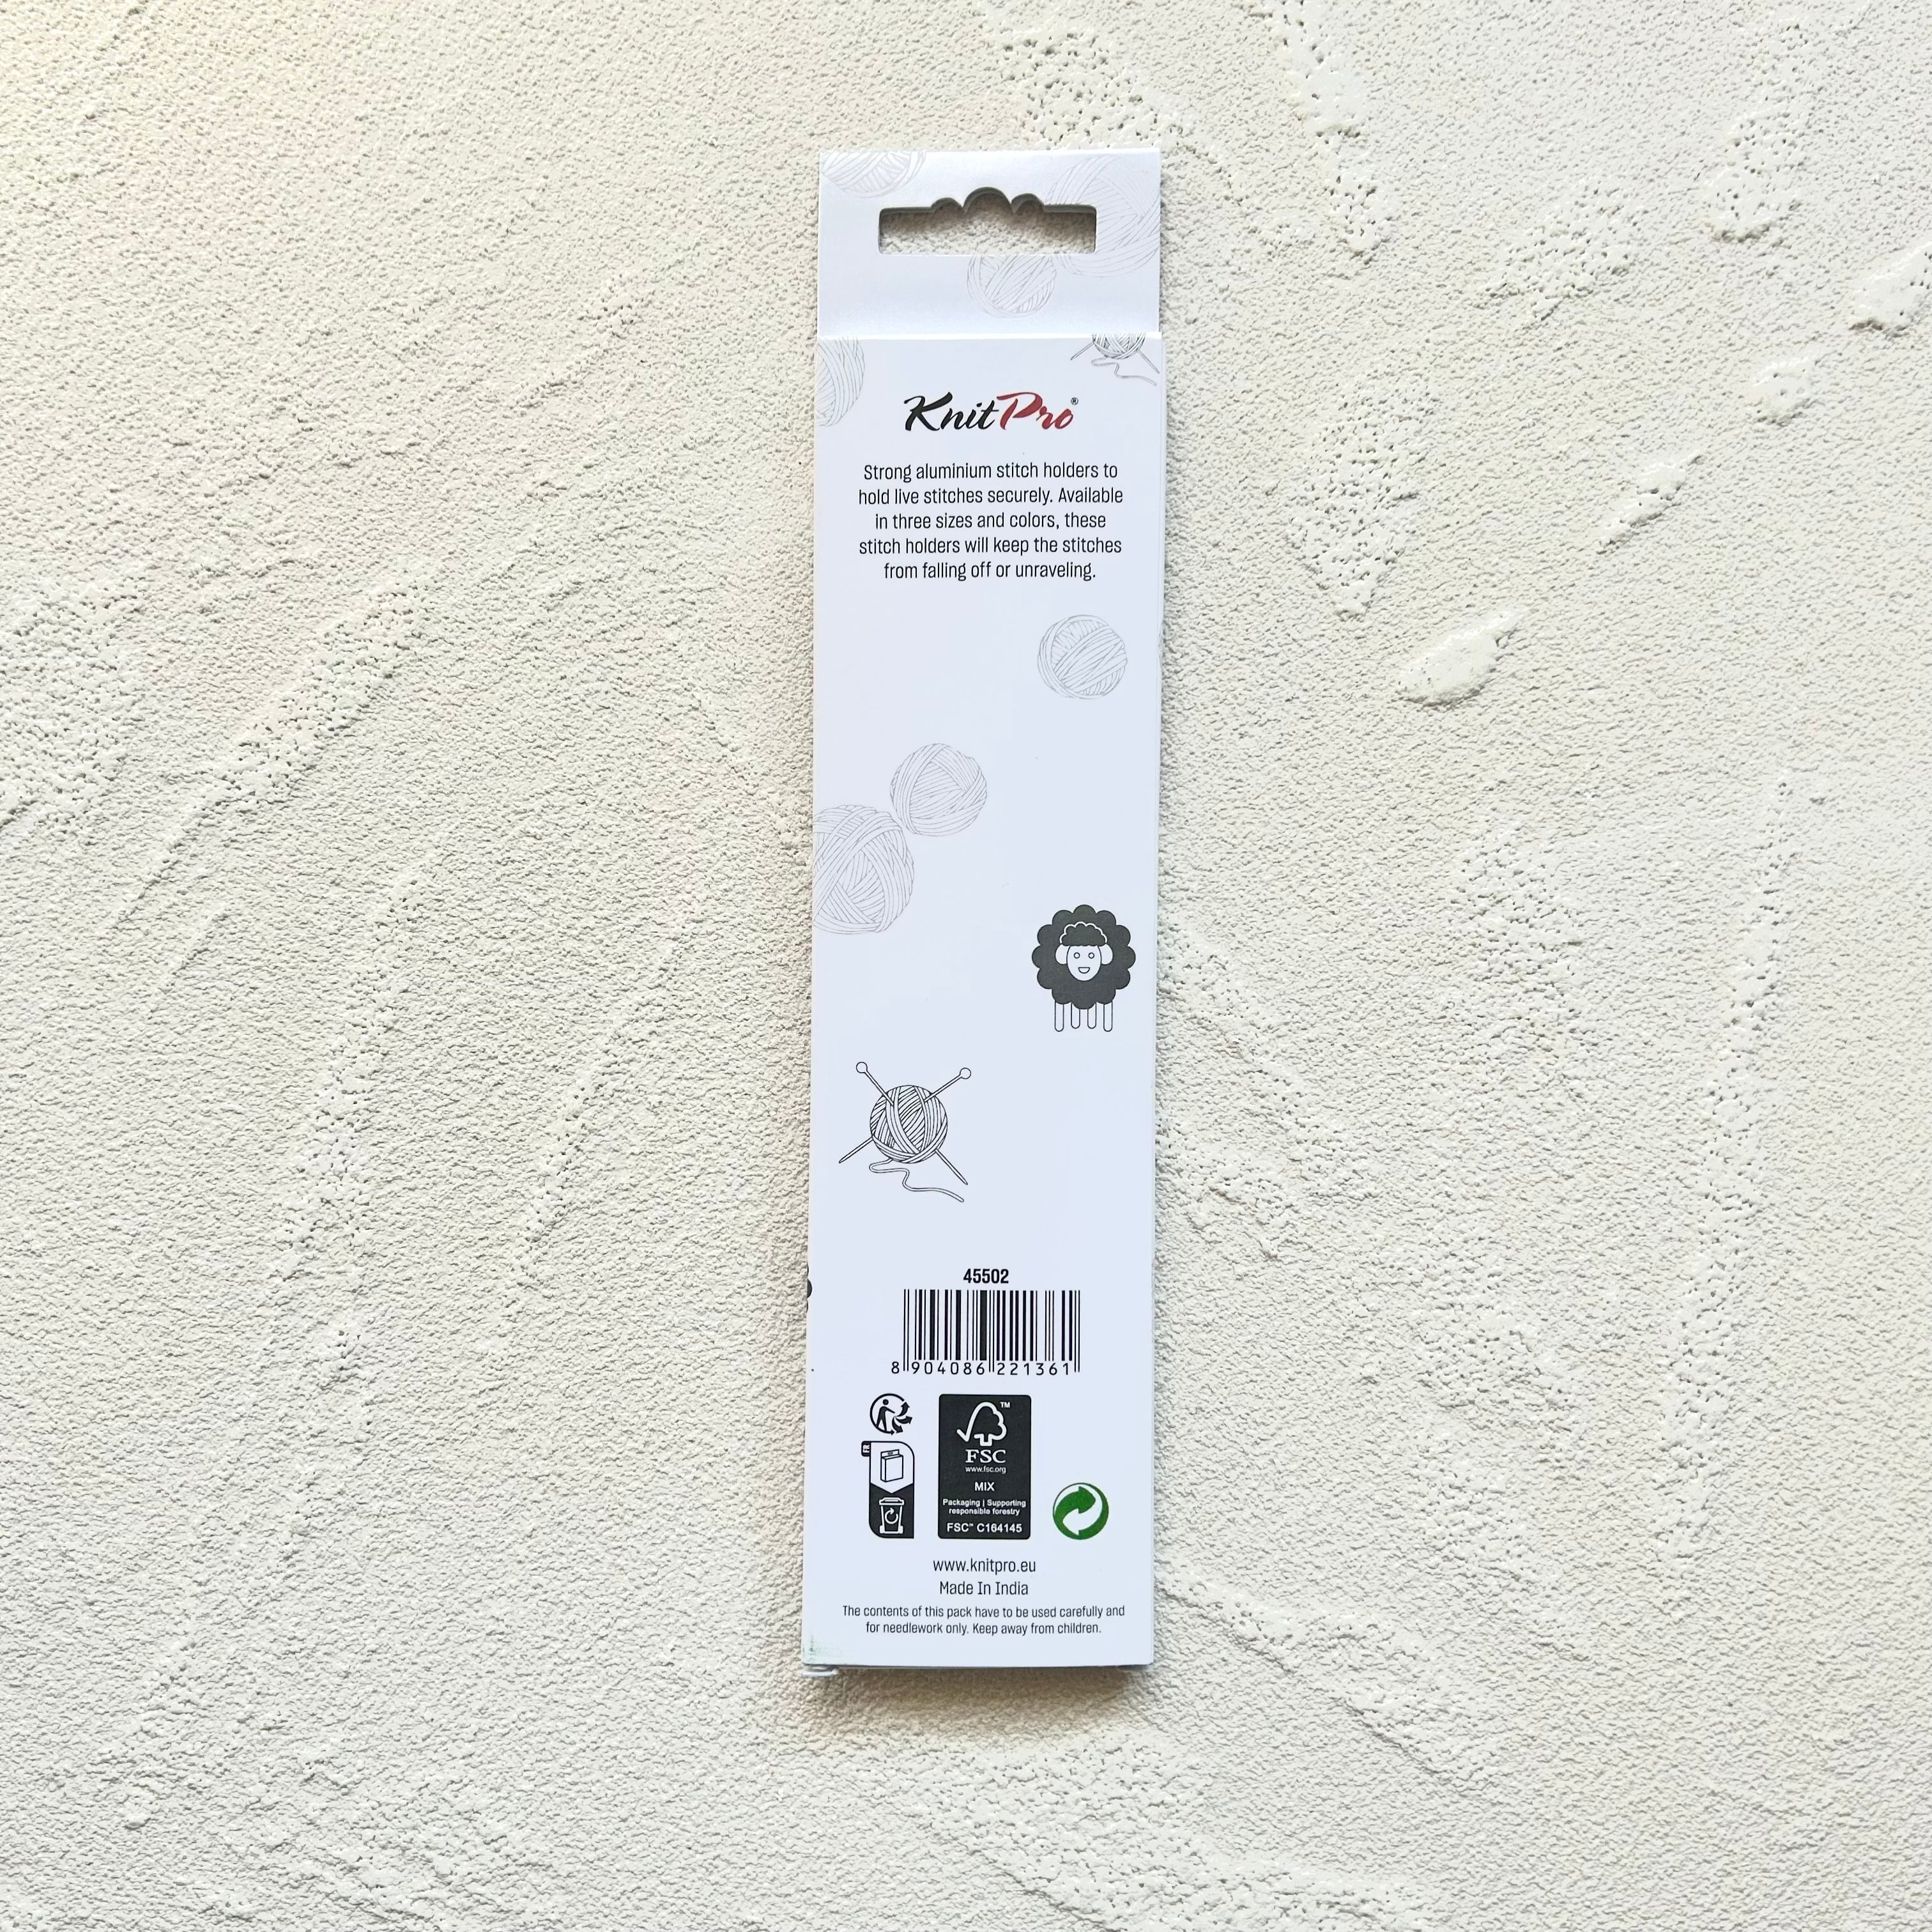 KnitPro®
Strong aluminium stitch holders to
hold live stitches securely. Available
in three sizes and colors, these
stitch holders will keep the stitches
from falling off or unraveling.
45502
8 904086 221361
FR
FSC™
www.fsc.org
MIX
Packaging | Supporting
responsible forestry
FSC™ C164145
www.knitpro.eu
Made In India
The contents of this pack have to be used carefully and
for needlework only. Keep away from children.